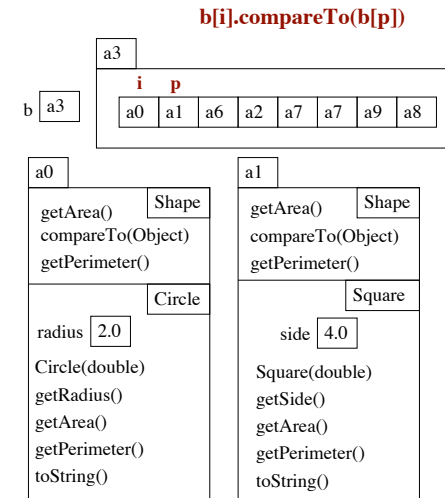 b[i].compareTo(b[p])
a3
i p
b a3 a0 a1 a6 a2 a7 a7 a9 a8
a0
Shape
getArea()
compareTo(Object)
getPerimeter()
Circle
radius 2.0
Circle(double)
getRadius()
getArea()
getPerimeter()
toString()
a1
Shape
getArea()
compareTo(Object)
getPerimeter()
Square
side 4.0
Square(double)
getSide()
getArea()
getPerimeter()
toString()